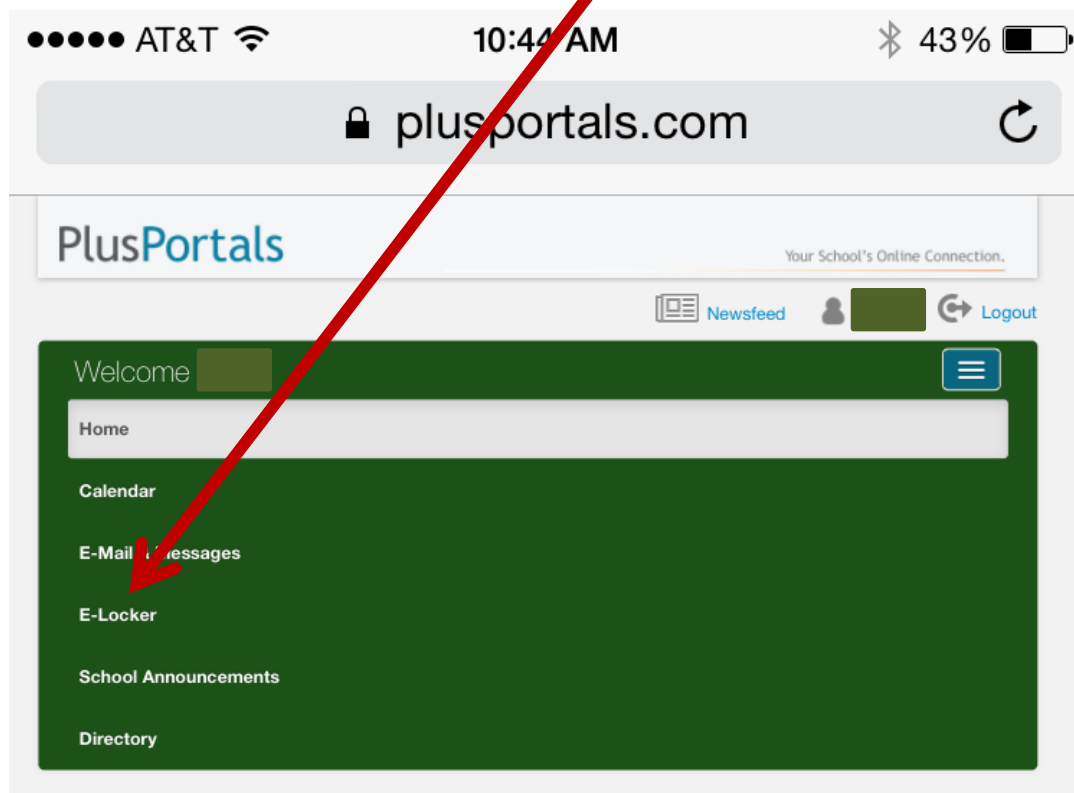 AT&T 10:44 AM 43%
plusportals.com
PlusPortals
Your School's Online Connection.
Newsfeed Logout
Welcome
Home
Calendar
E-Mail & Messages
E-Locker
School Announcements
Directory